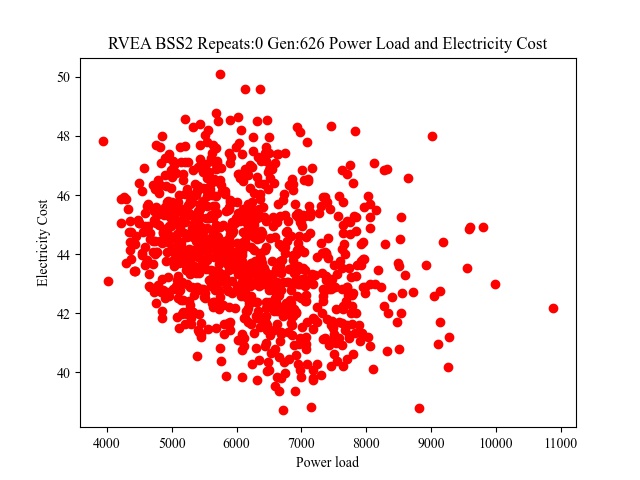 RVEA BSS2 Repeats:0 Gen:626 Power Load and Electricity Cost
50
48
46
44
42
40
Electricity Cost
4000 5000 6000 7000 8000 9000 10000 11000
Power load